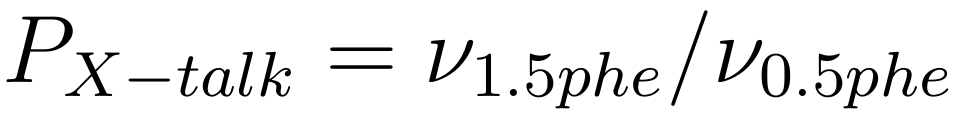 P_{X-talk} = ν_{1.5phe}/ν_{0.5phe}